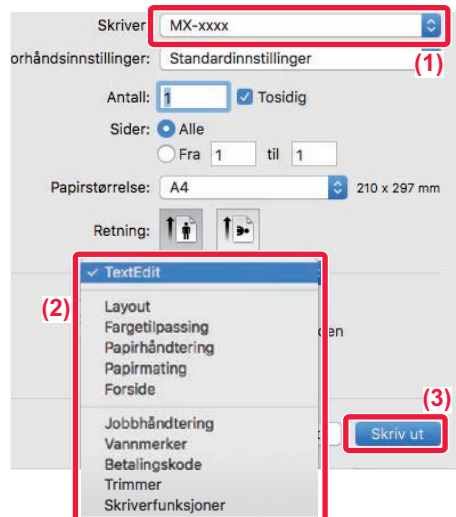 Skriver: MX-xxxx
orhåndsinnstillinger: Standardinnstillinger
(1)
Antall: 1 Tosidig
Sider: Alle
Fra 1 til 1
Papirstørrelse: A4 210 x 297 mm
Retning:
✓ TextEdit
(2)
Layout
Fargetilpassing
den
Papirhåndtering
Papirmating
Forside
(3)
Jobbhåndtering
Vannmerker
Skriv ut
Betalingskode
Trimmer
Skriverfunksjoner